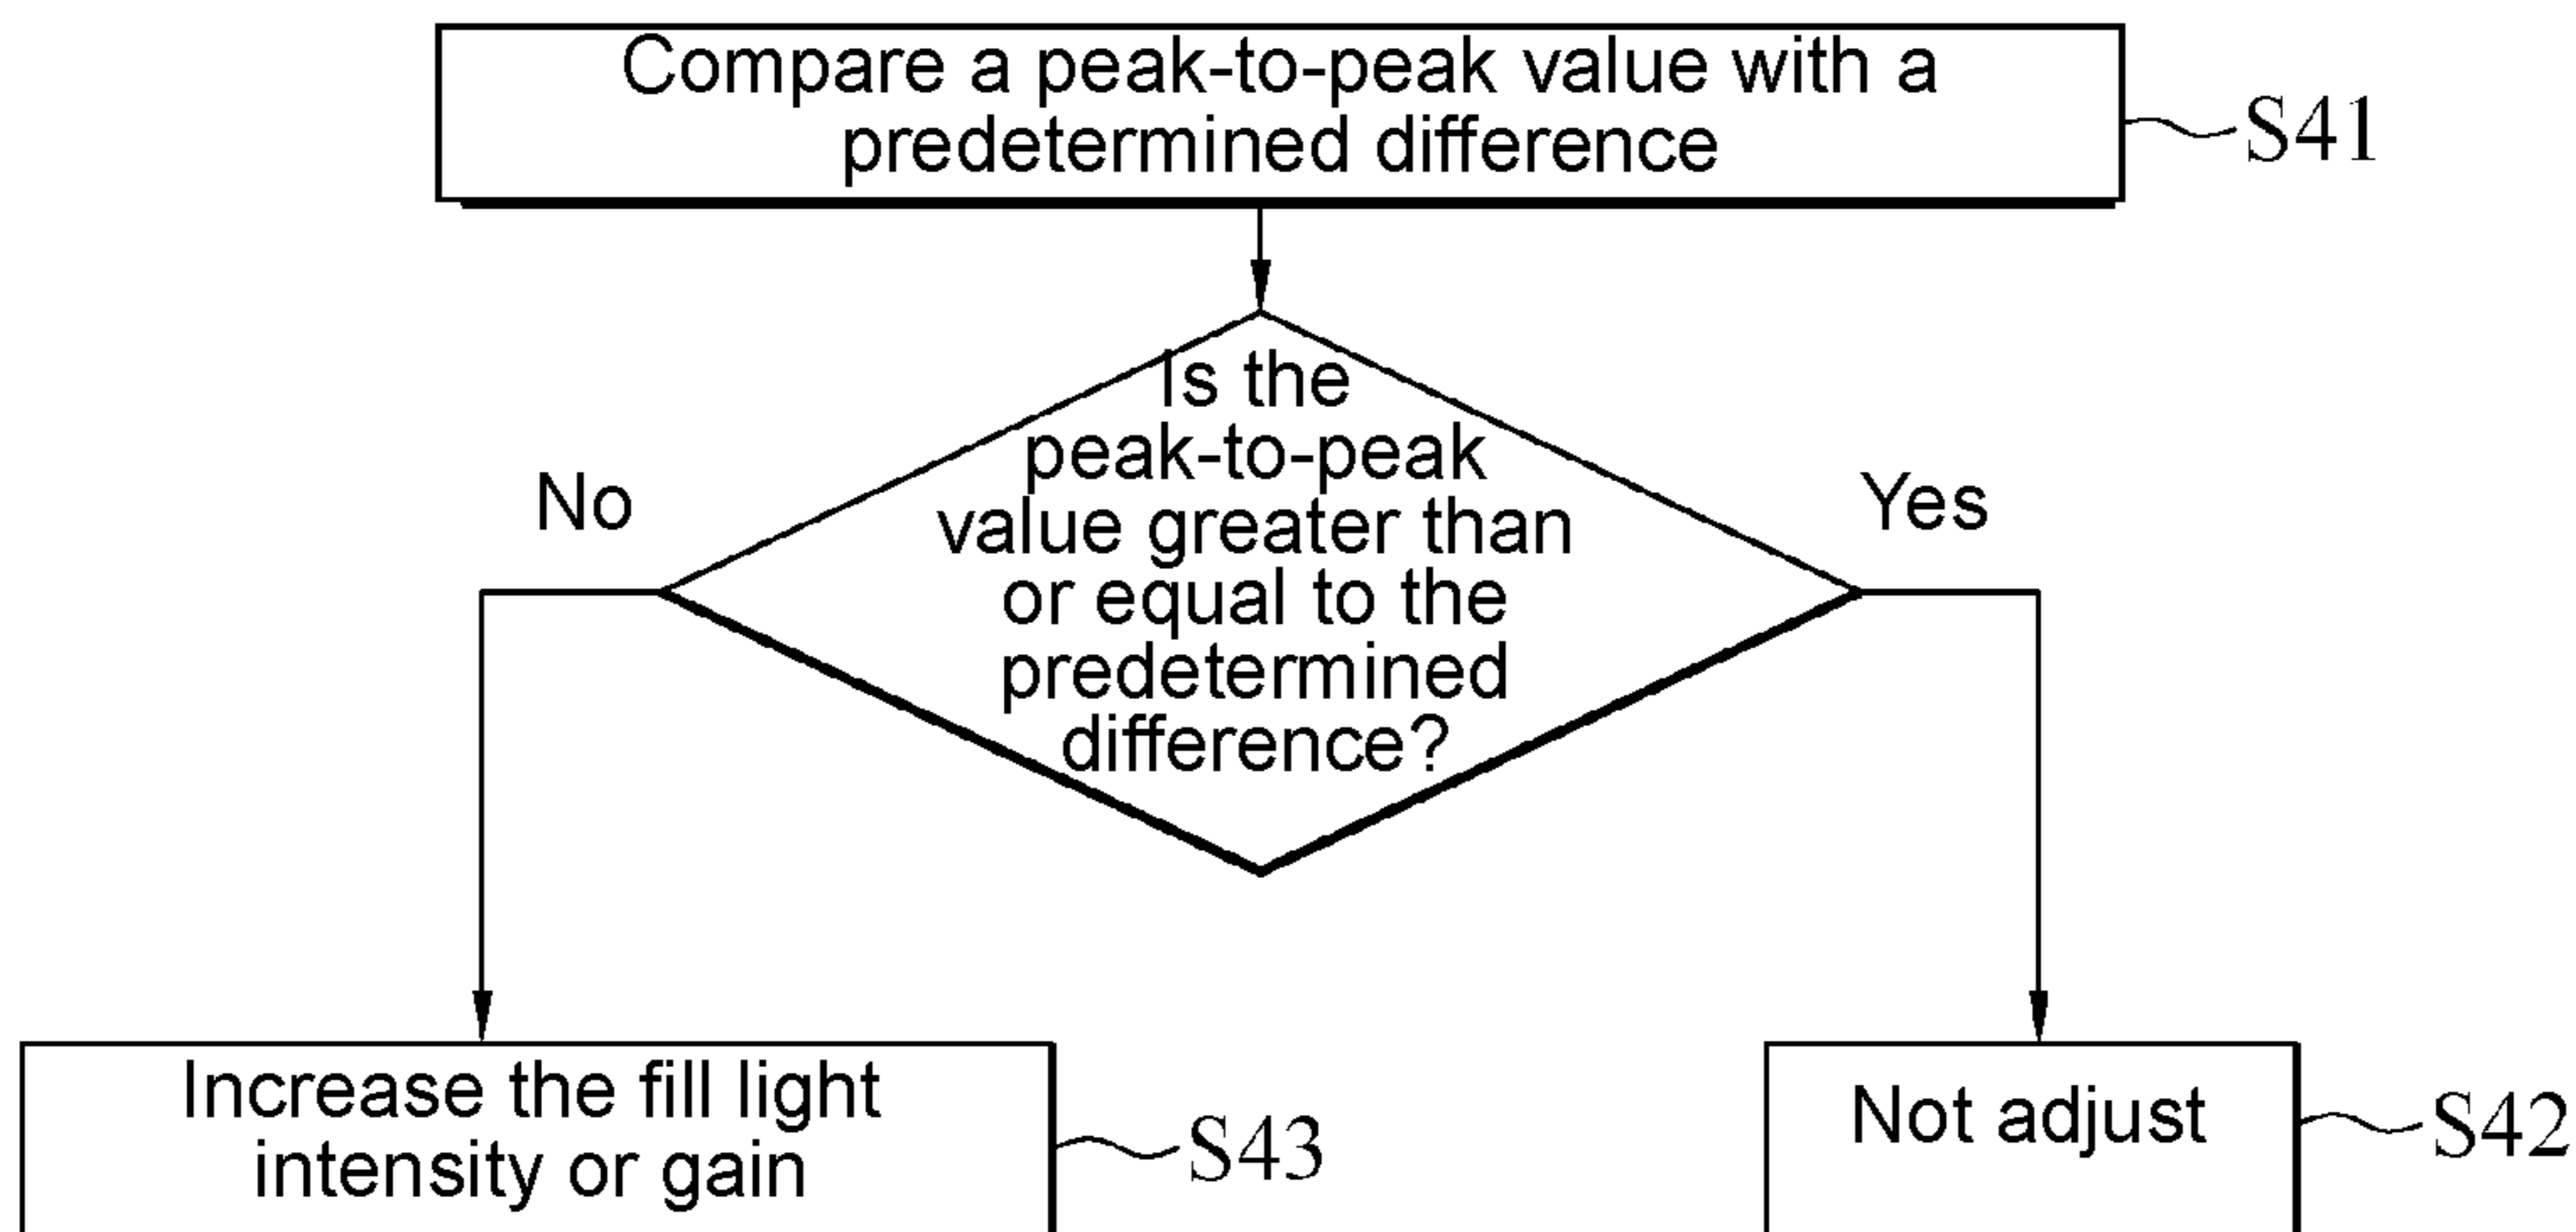 Compare a peak-to-peak value with a
predetermined difference
S41
Is the
peak-to-peak
value greater than
or equal to the
predetermined
difference?
No
Yes
Increase the fill light
intensity or gain
S43
Not adjust
S42